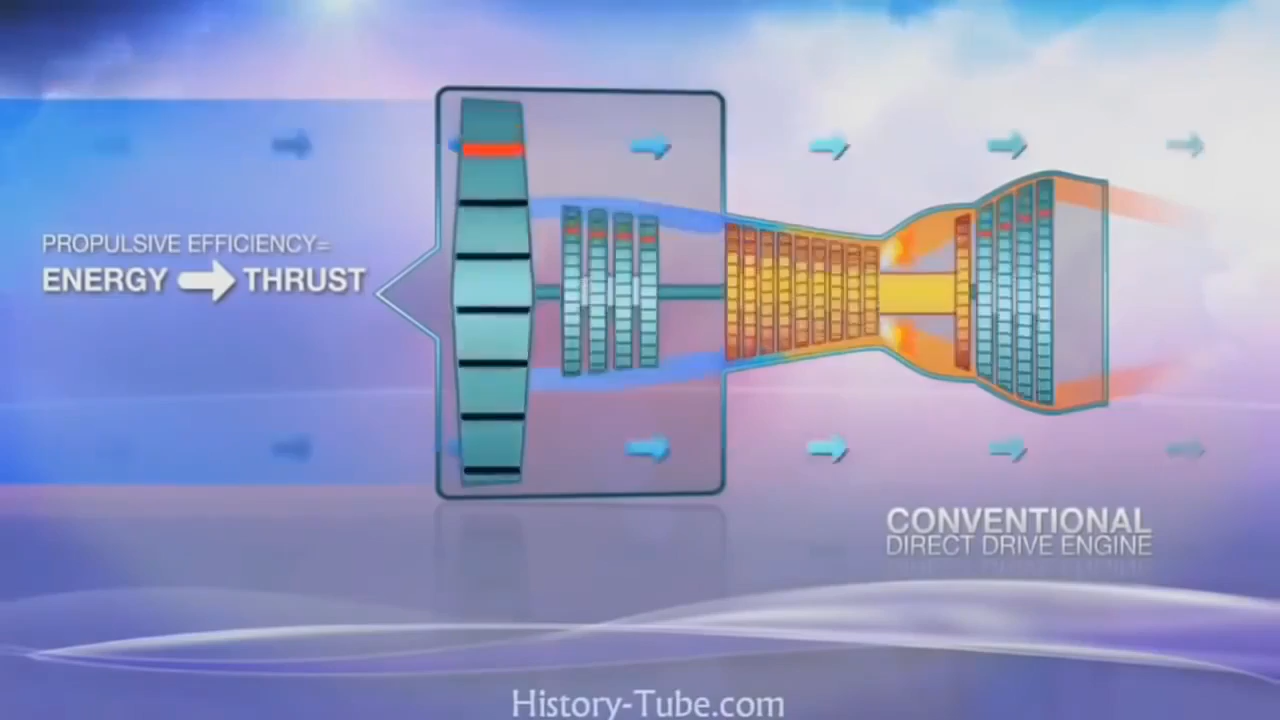 PROPULSIVE EFFICIENCY=
ENERGY THRUST
CONVENTIONAL
DIRECT DRIVE ENGINE
History-Tube.com